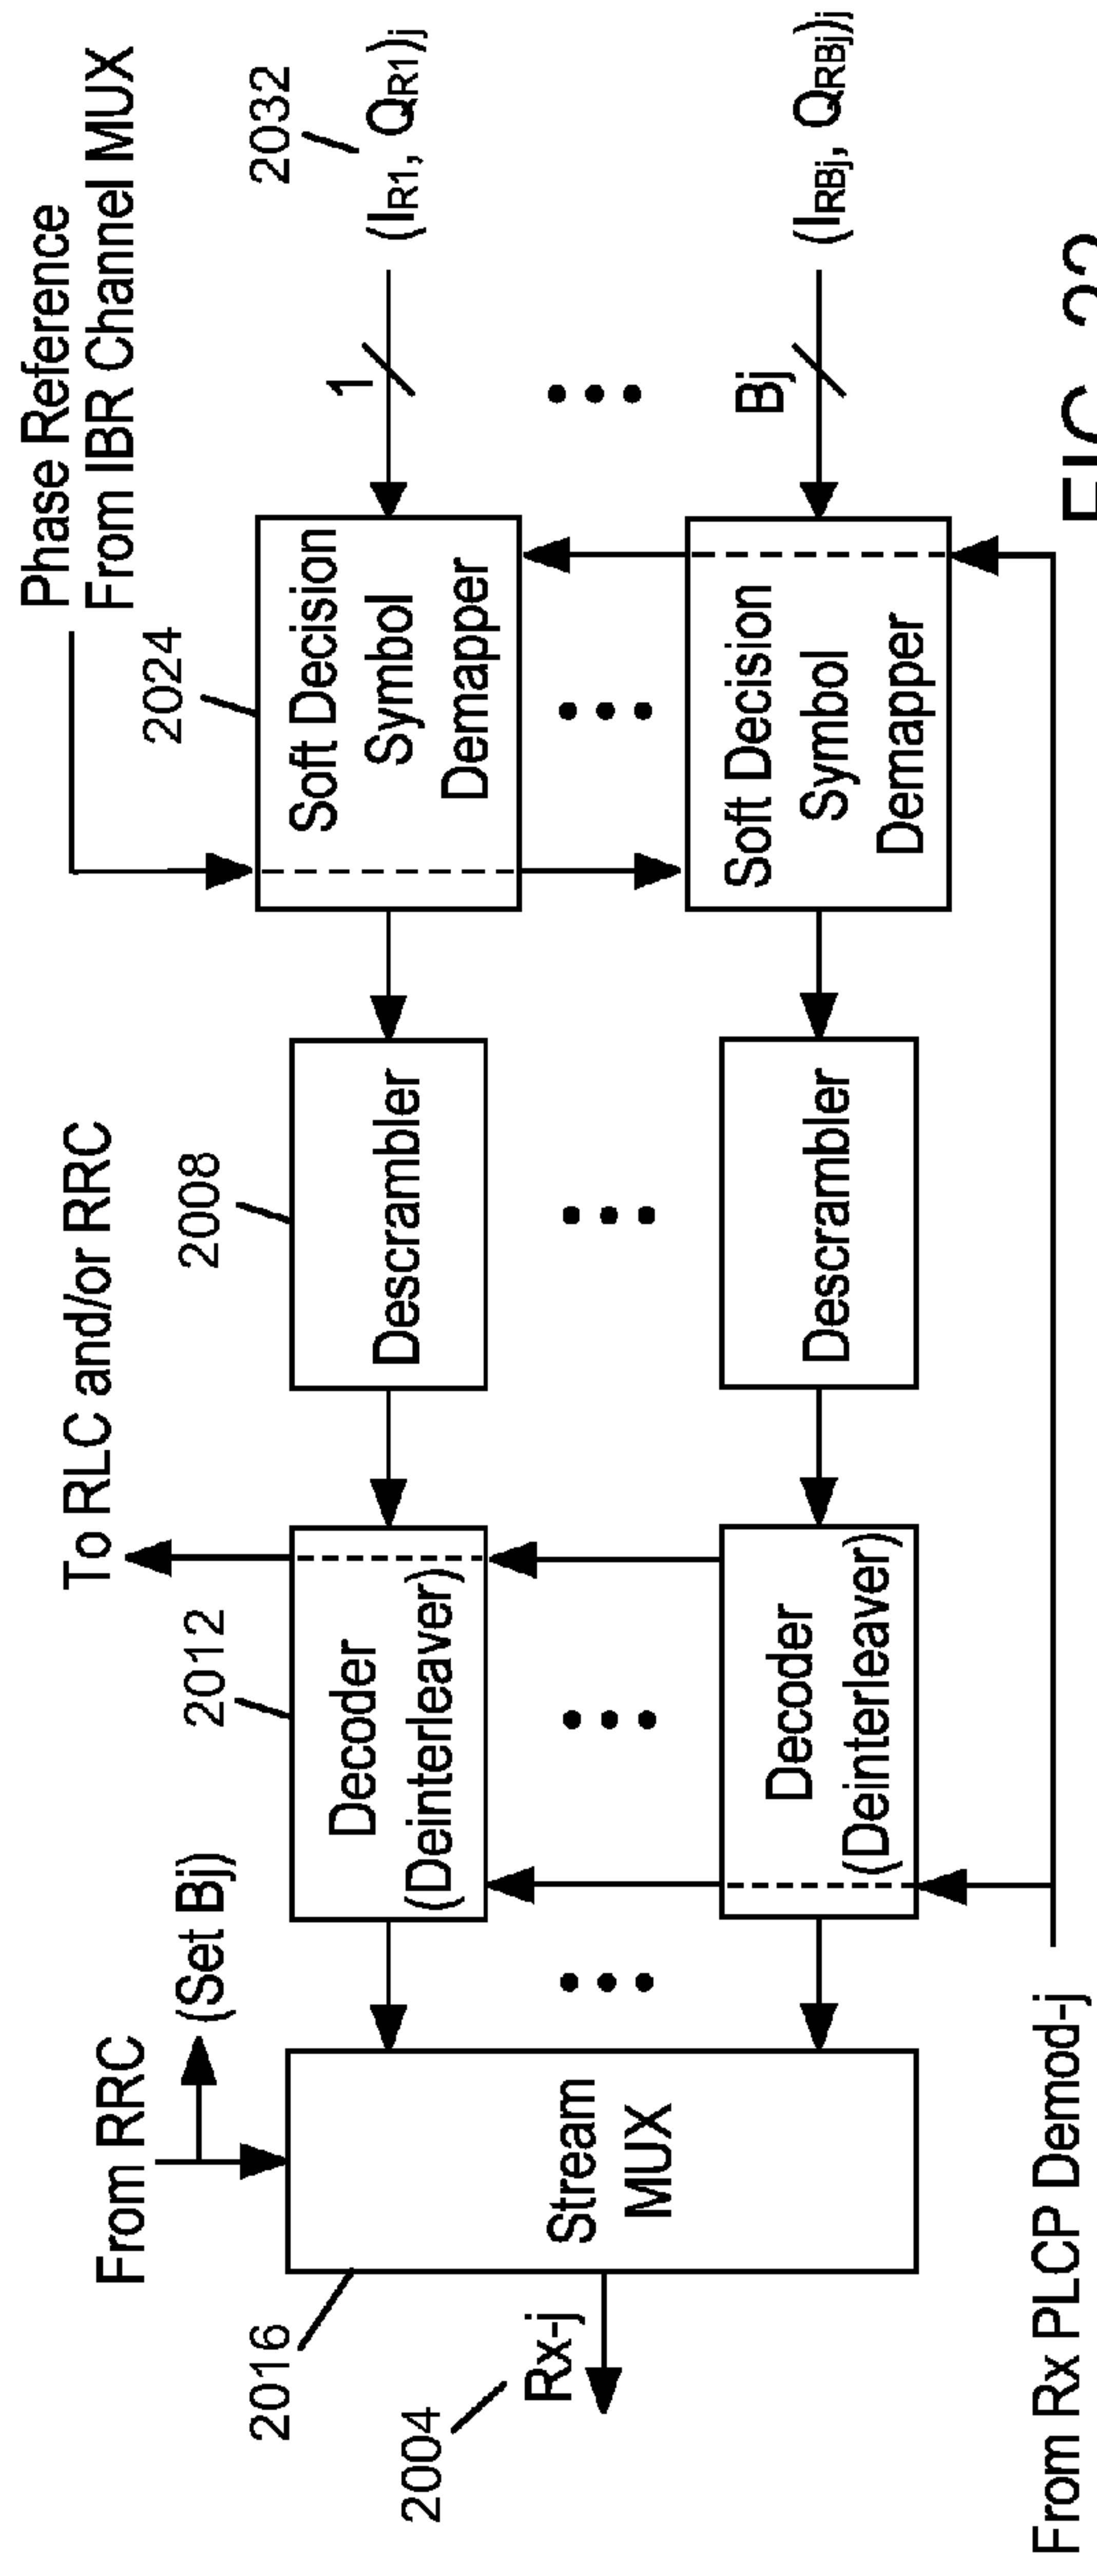 Phase Reference
From IBR Channel MUX
To RLC and/or RRC
From RRC
(Set Bj)
2016
2012
2008
2024
2032
(IR1, QR1)j
1
Decoder
(Deinterleaver)
Descrambler
Soft Decision
Symbol
Demapper
2004
Rx-j
Stream
MUX
Decoder
(Deinterleaver)
Descrambler
Soft Decision
Symbol
Demapper
Bj
(IRBj, QRBj)j
From Rx PLCP Demod-j